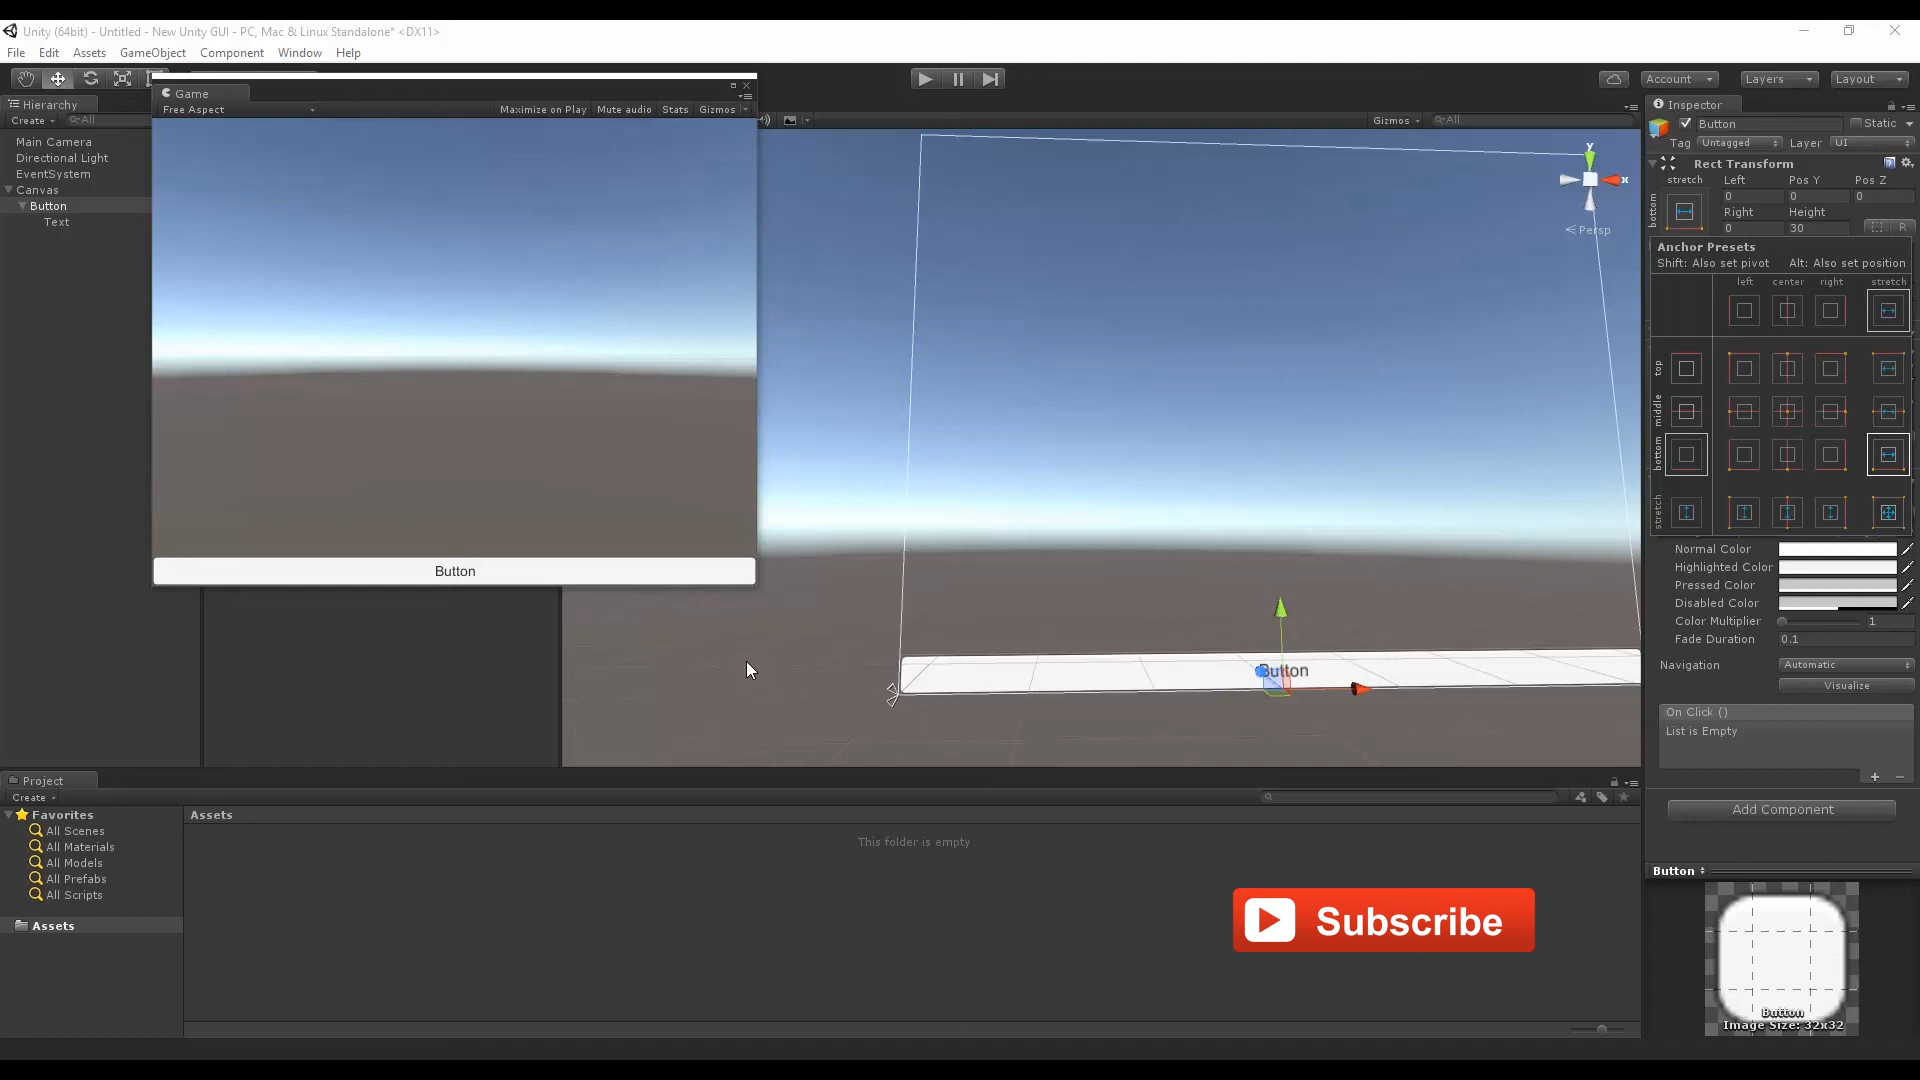 Unity (64bit) - Untitled - New Unity GUI - PC, Mac & Linux Standalone* <DX11>
File Edit Assets GameObject Component Window Help
Account Layers Layout
Hierarchy
Create All
Main Camera
Directional Light
EventSystem
Canvas
Button
Text
Game
Free Aspect Maximize on Play Mute audio Stats Gizmos
Button
Gizmos All
y
x
Persp
Button
Inspector
Button Static
Tag Untagged Layer UI
Rect Transform
stretch Left Pos Y Pos Z
bottom 0 0 0
Right Height
0 30 R
Anchor Presets
Shift: Also set pivot Alt: Also set position
left center right stretch
top
middle
bottom
stretch
Normal Color
Highlighted Color
Pressed Color
Disabled Color
Color Multiplier 1
Fade Duration 0.1
Navigation Automatic
Visualize
On Click ()
List is Empty
+ −
Add Component
Button
Button
Image Size: 32x32
Project
Create
Favorites
All Scenes
All Materials
All Models
All Prefabs
All Scripts
Assets
Assets
This folder is empty
Subscribe